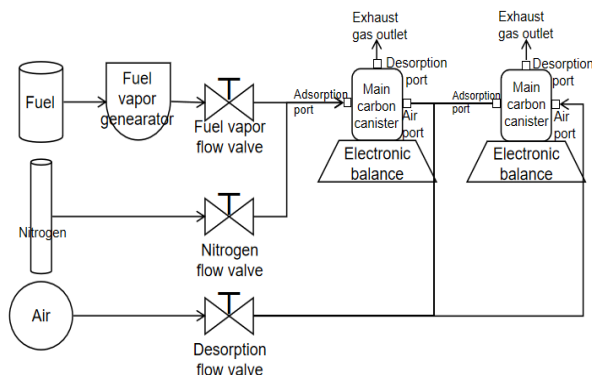 Exhaust
gas outlet
Desorption
port
Main
carbon
canister
Adsorption
port
Air
port
Electronic
balance
Exhaust
gas outlet
Desorption
port
Main
carbon
canister
Adsorption
port
Air
port
Electronic
balance
Fuel
Fuel
vapor
genearator
Fuel vapor
flow valve
Nitrogen
Nitrogen
flow valve
Air
Desorption
flow valve